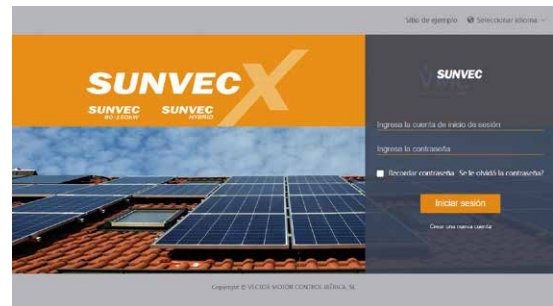 Sitio de ejemplo Seleccionar idioma
SUNVEC X
SUNVEC SUNVEC
60-250KW HYBRID
SUNVEC
Ingresa la cuenta de inicio de sesión
Ingresa la contraseña
Recordar contraseña Se le olvidó la contraseña?
Iniciar sesión
Crear una nueva cuenta
Copyright © VECTOR MOTOR CONTROL IBÉRICA, SL